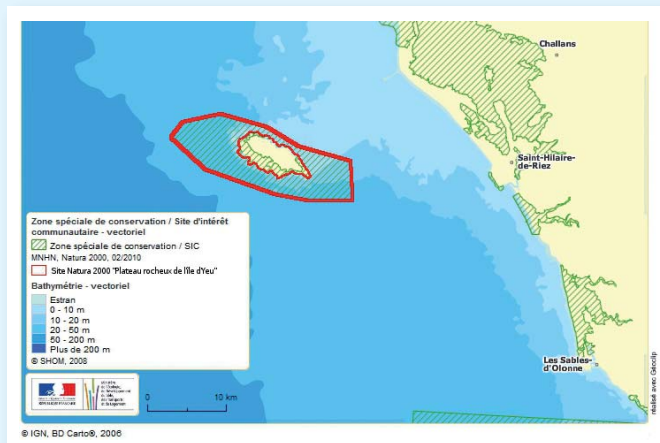 Challans
Saint-Hilaire-
de-Riez
Zone spéciale de conservation / Site d'intérêt
communautaire - vectoriel
Zone spéciale de conservation / SIC
MNHN, Natura 2000, 02/2010
Site Natura 2000 "Plateau rocheux de l'île d'Yeu"
Bathymétrie - vectoriel
Estran
0 - 10 m
10 - 20 m
20 - 50 m
50 - 200 m
Plus de 200 m
© SHOM, 2008
Les Sables-
d'Olonne
0 10 km
réalisé avec Géoclip
© IGN, BD Carto®, 2006